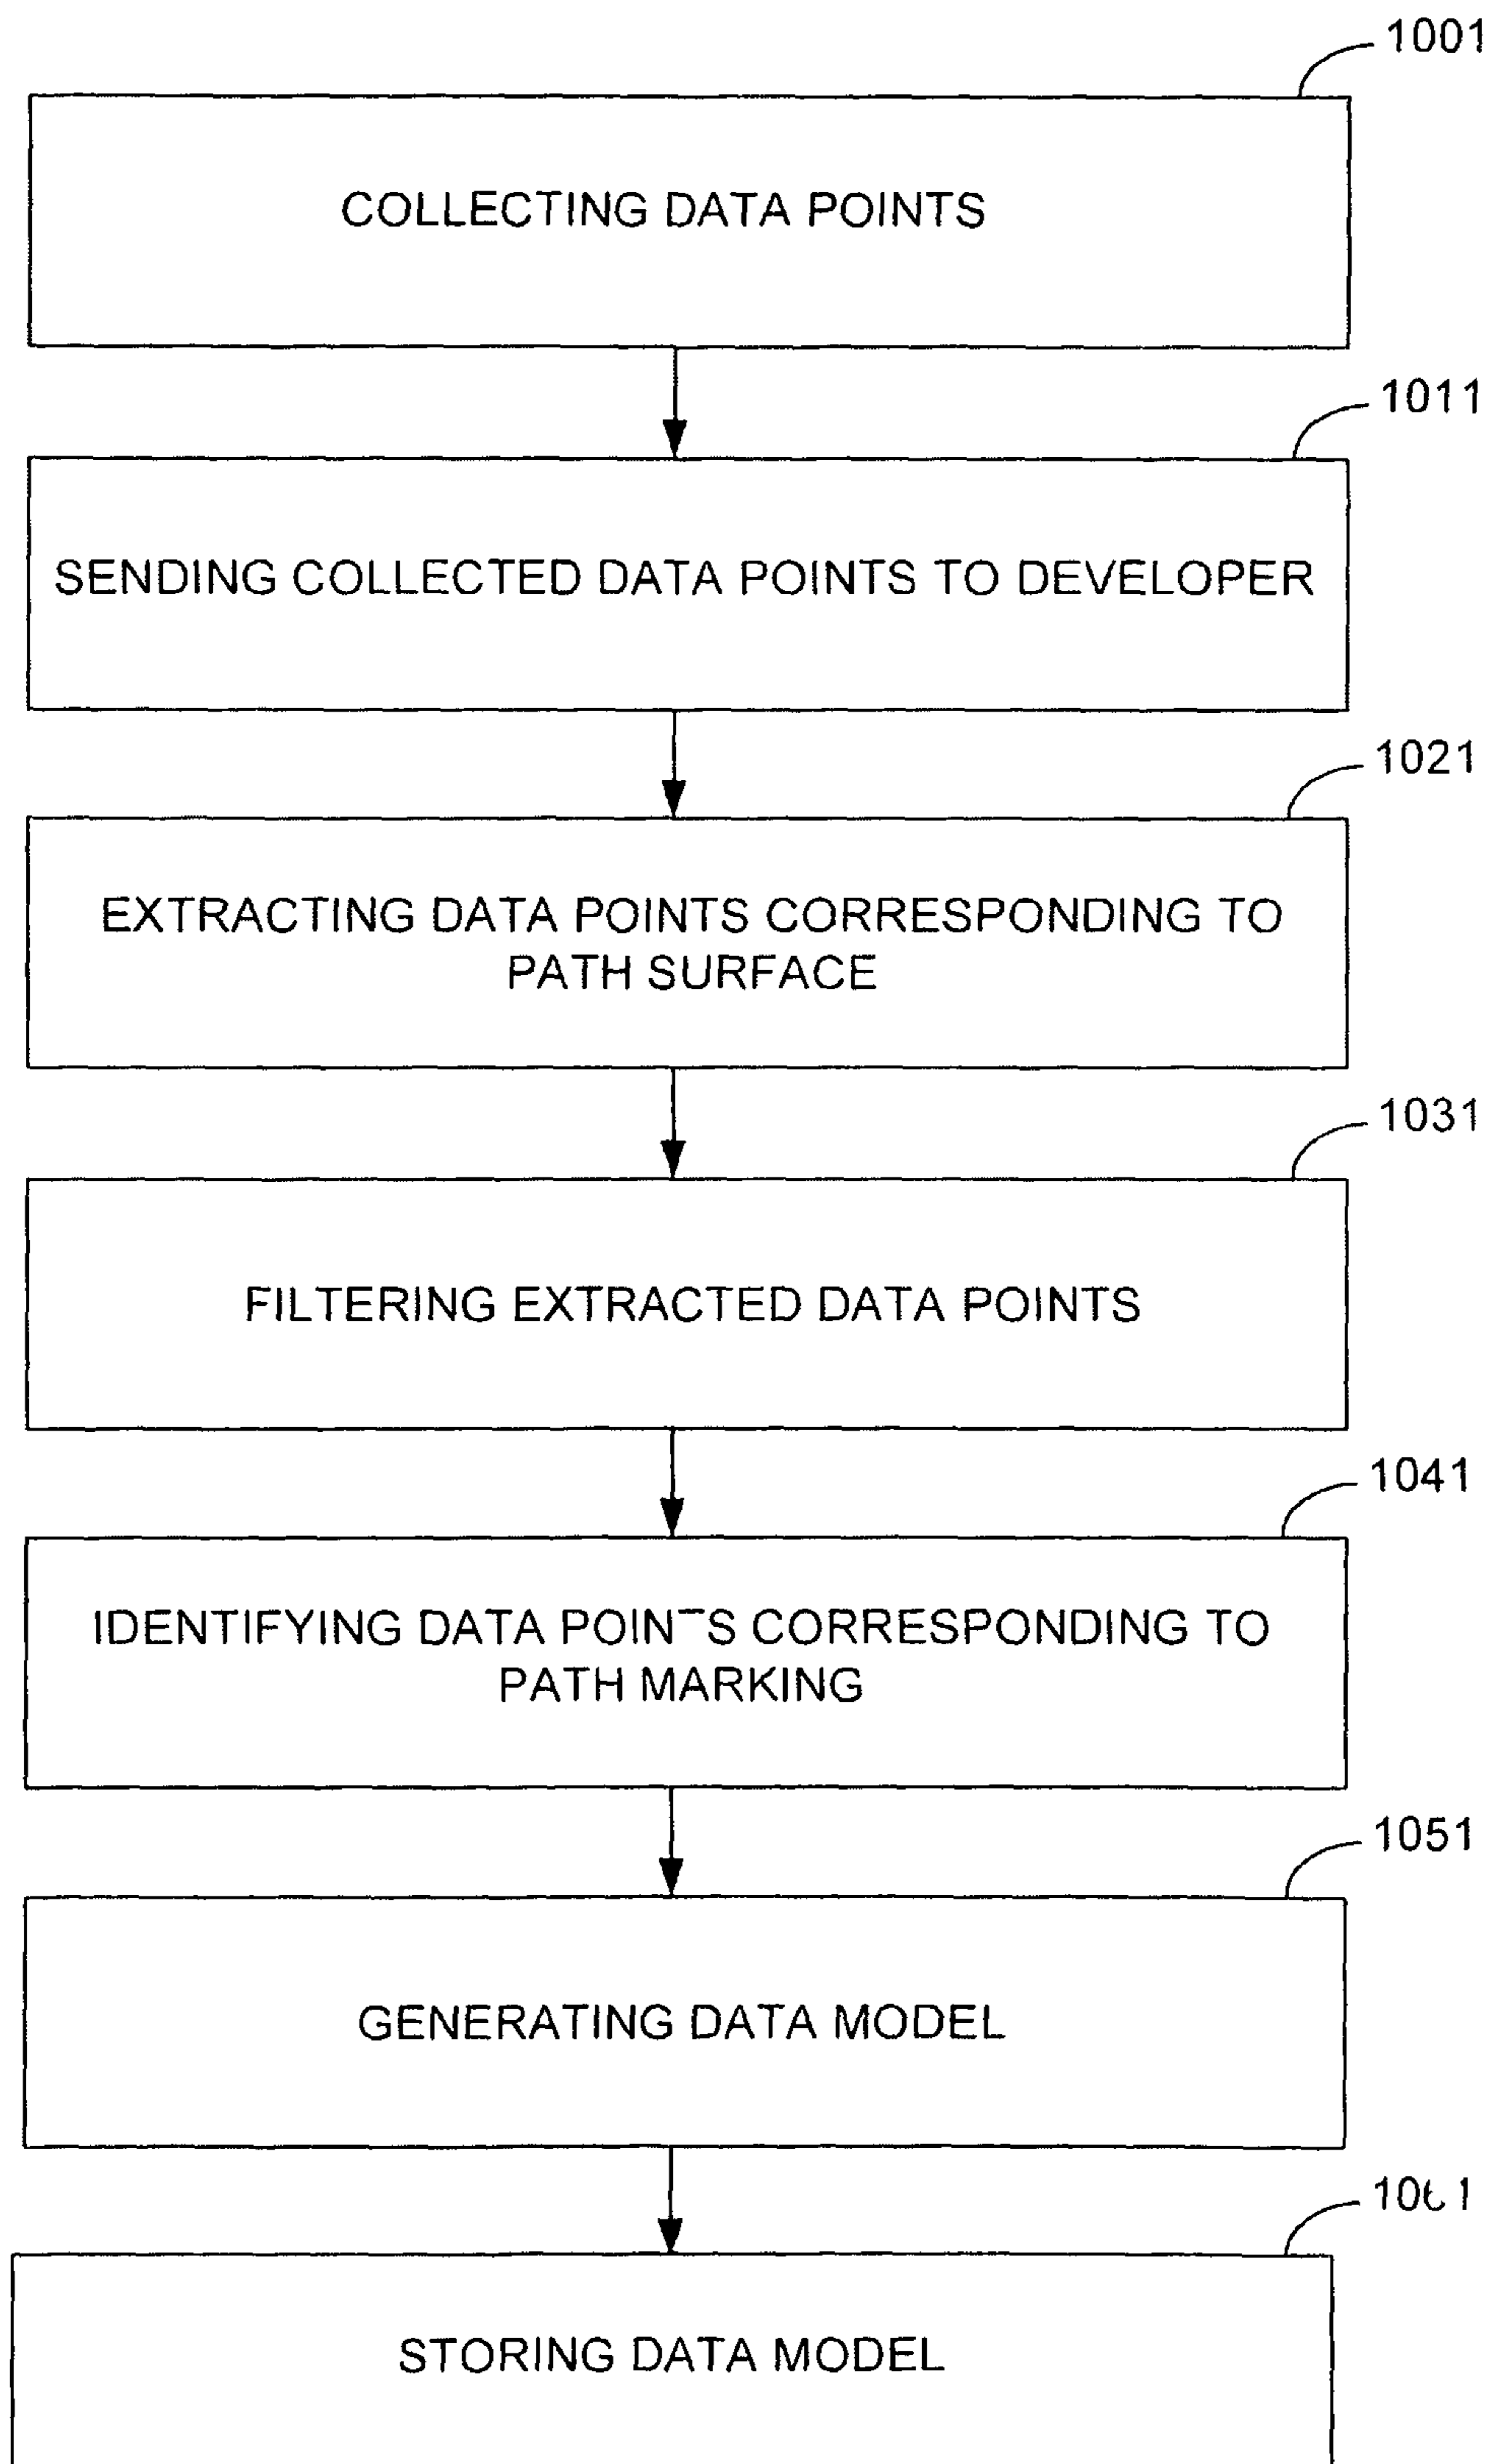 1001
COLLECTING DATA POINTS
1011
SENDING COLLECTED DATA POINTS TO DEVELOPER
1021
EXTRACTING DATA POINTS CORRESPONDING TO
PATH SURFACE
1031
FILTERING EXTRACTED DATA POINTS
1041
IDENTIFYING DATA POINTS CORRESPONDING TO
PATH MARKING
1051
GENERATING DATA MODEL
1061
STORING DATA MODEL